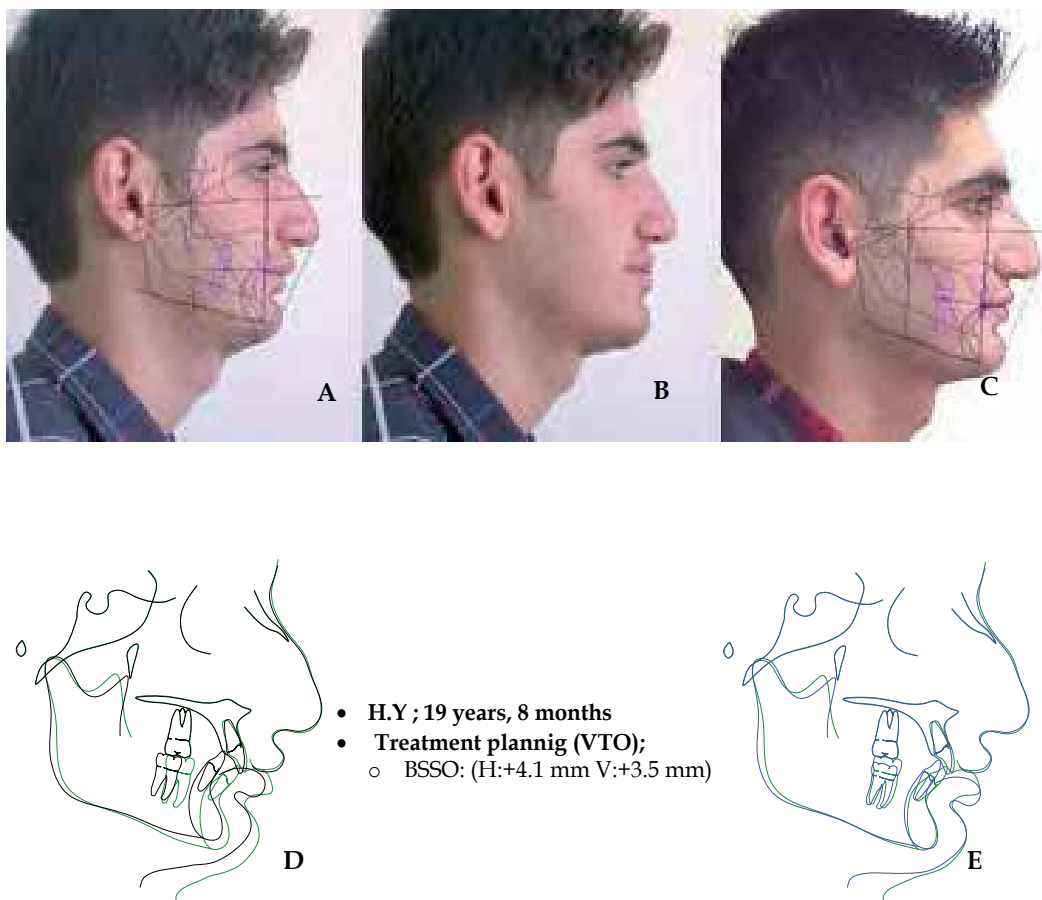 A
B
C
• H.Y ; 19 years, 8 months
• Treatment plannig (VTO);
o BSSO: (H:+4.1 mm V:+3.5 mm)
D
E